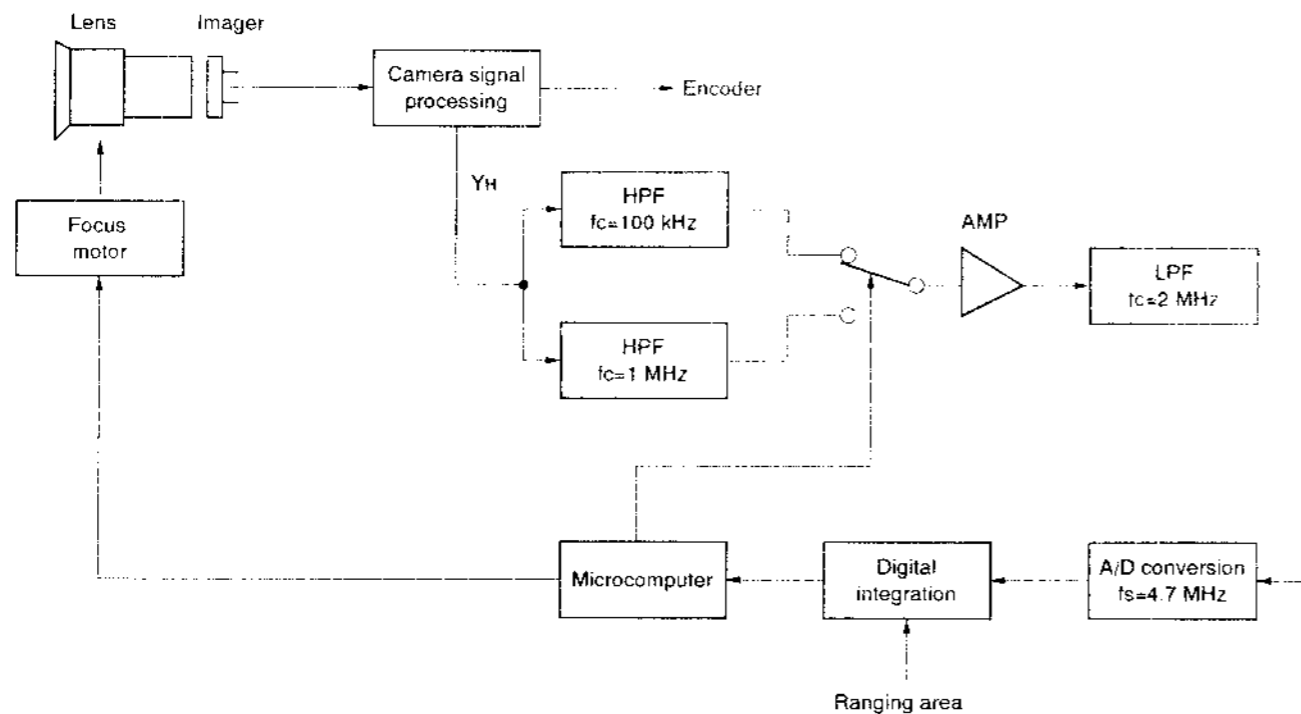 Lens
Imager
Camera signal
processing
Encoder
YH
HPF
fc=100 kHz
AMP
Focus
motor
LPF
fc=2 MHz
HPF
fc=1 MHz
Microcomputer
Digital
integration
A/D conversion
fs=4.7 MHz
Ranging area